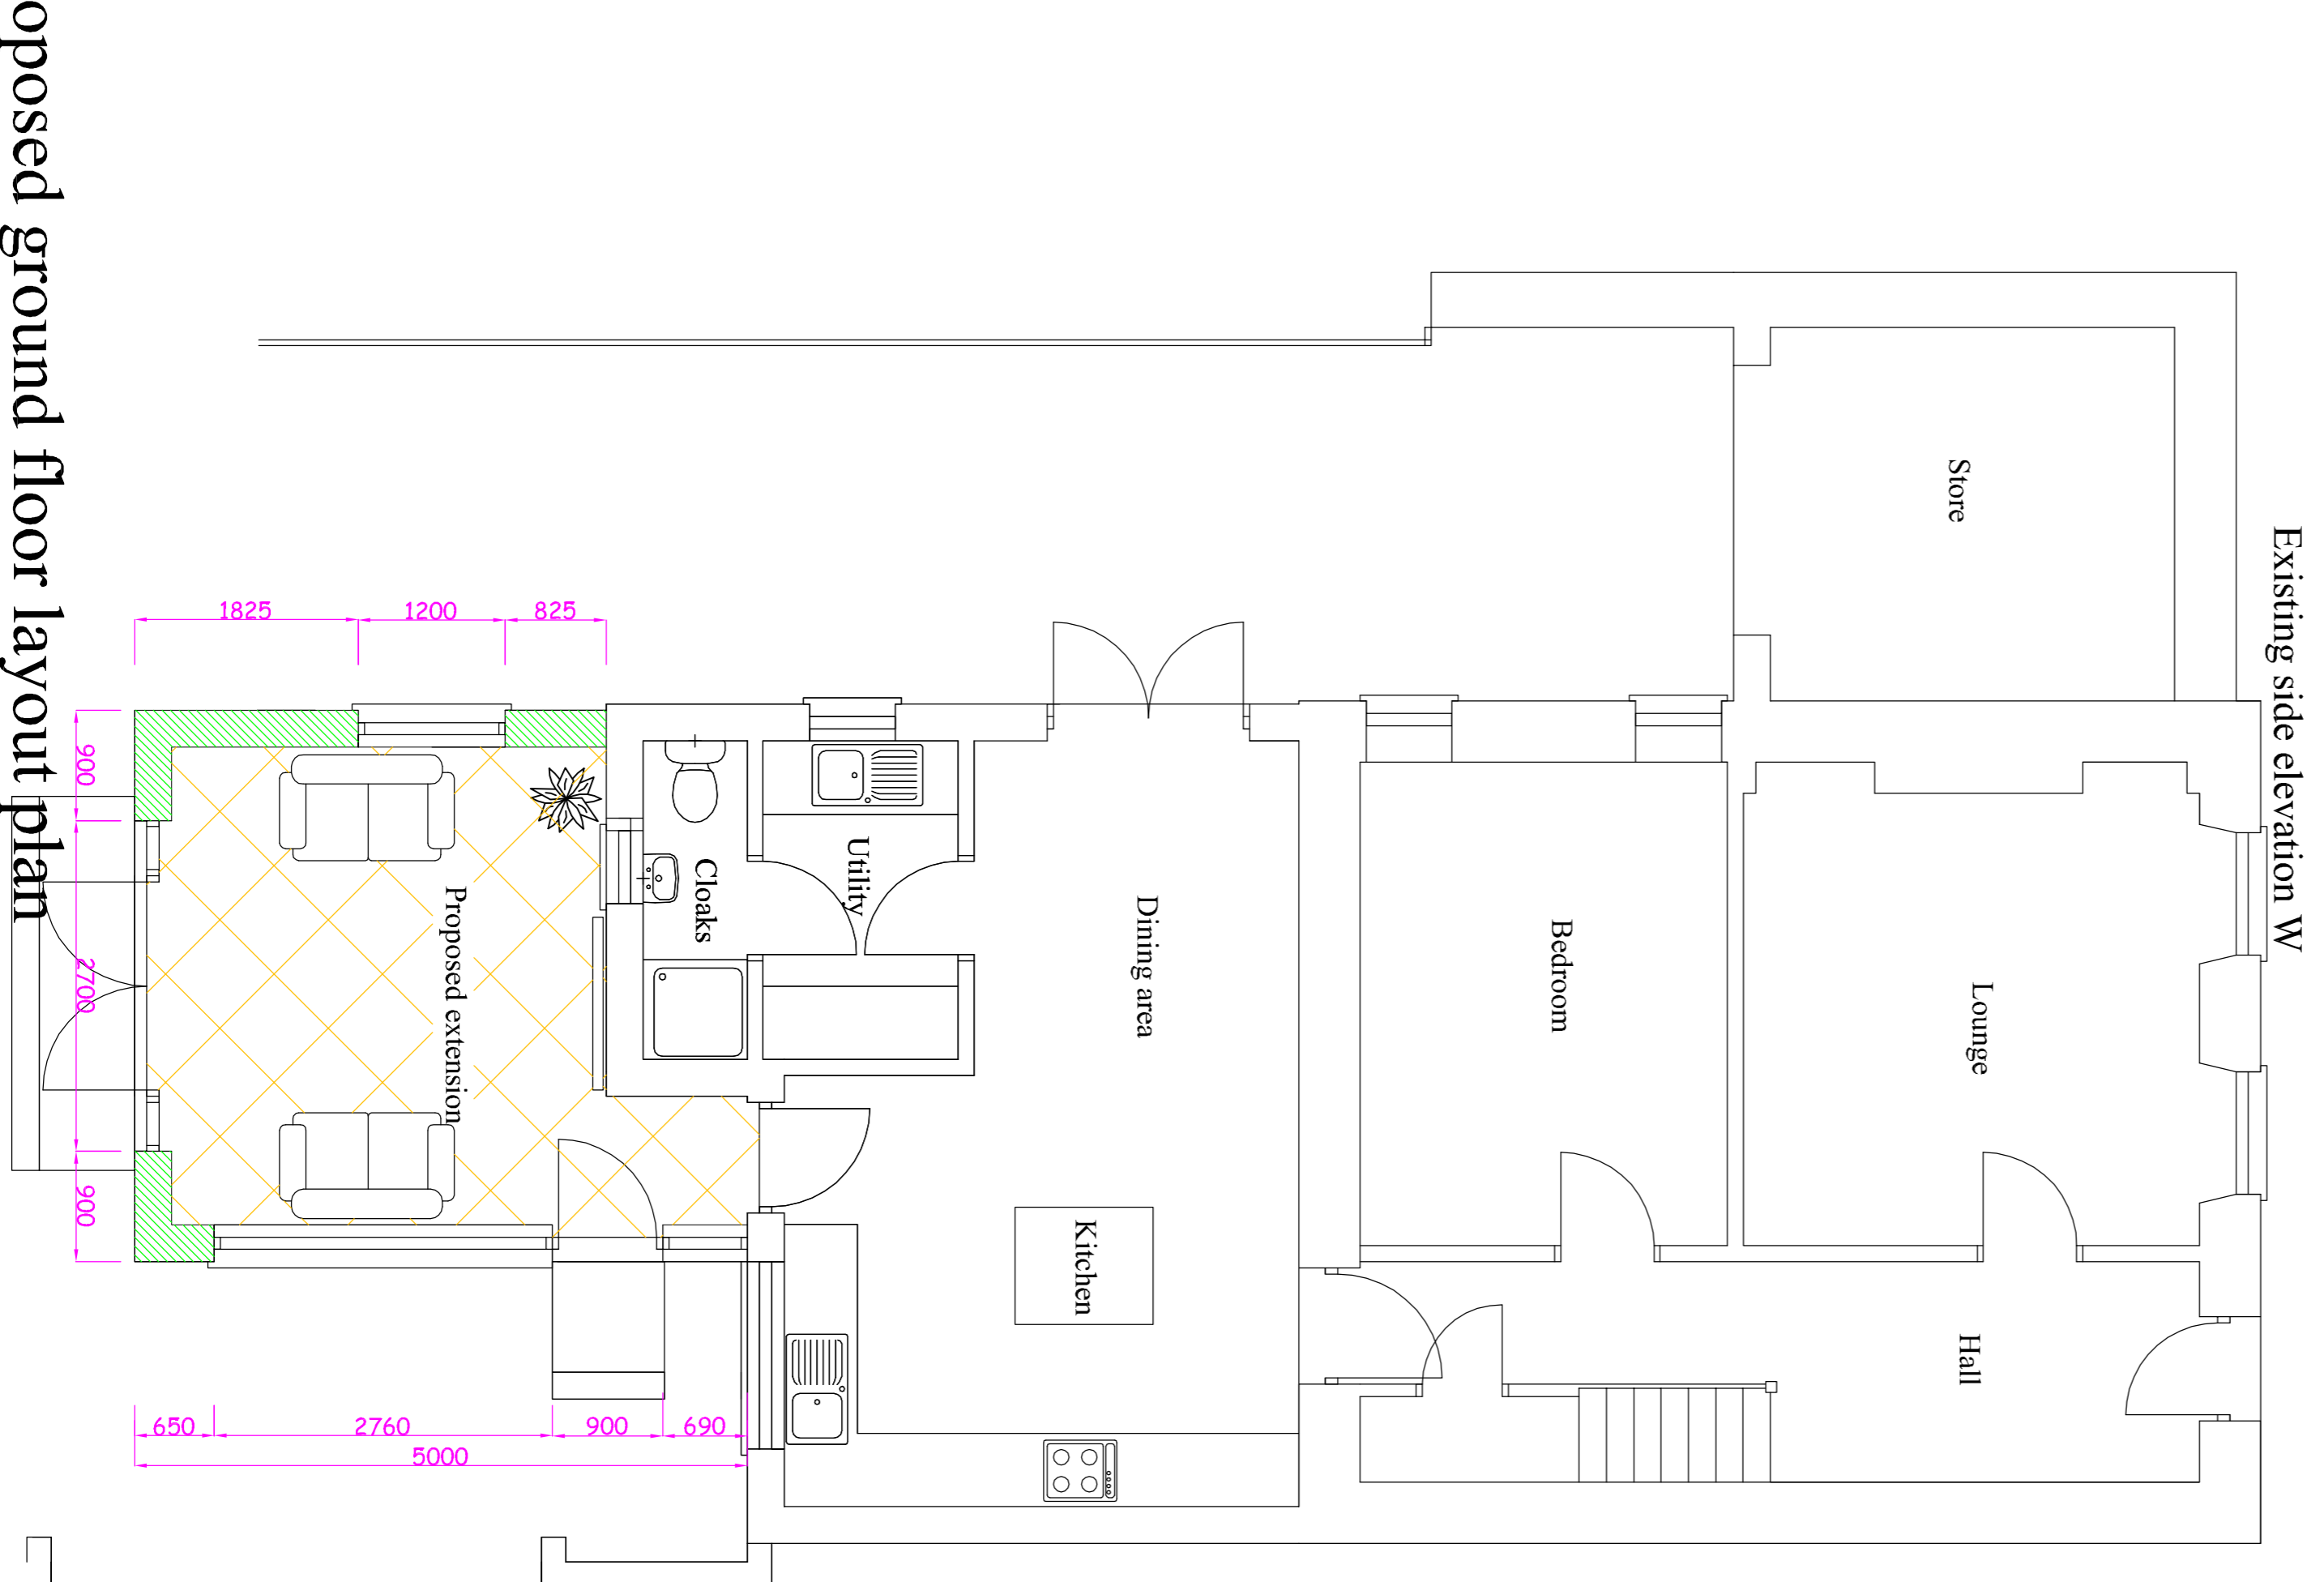 Existing side elevation W
Store
Lounge
Hall
Bedroom
Dining area
Kitchen
Utility
Cloaks
Proposed extension
1825
1200
825
900
2700
900
650
2760
900
690
5000
oposed ground floor layout plan